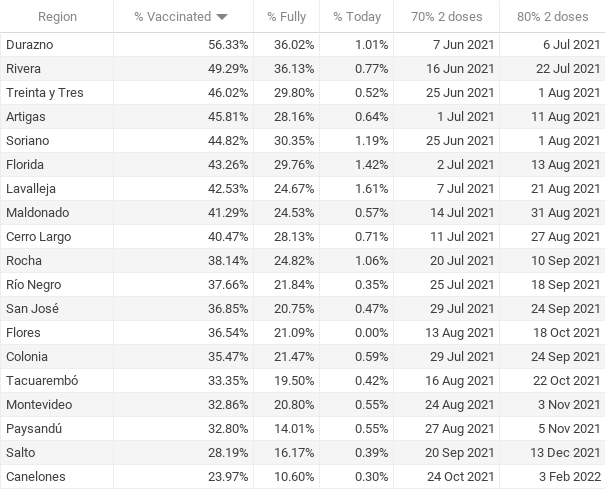 Region % Vaccinated % Fully % Today 70% 2 doses 80% 2 doses
Durazno 56.33% 36.02% 1.01% 7 Jun 2021 6 Jul 2021
Rivera 49.29% 36.13% 0.77% 16 Jun 2021 22 Jul 2021
Treinta y Tres 46.02% 29.80% 0.52% 25 Jun 2021 1 Aug 2021
Artigas 45.81% 28.16% 0.64% 1 Jul 2021 11 Aug 2021
Soriano 44.82% 30.35% 1.19% 25 Jun 2021 1 Aug 2021
Florida 43.26% 29.76% 1.42% 2 Jul 2021 13 Aug 2021
Lavalleja 42.53% 24.67% 1.61% 7 Jul 2021 21 Aug 2021
Maldonado 41.29% 24.53% 0.57% 14 Jul 2021 31 Aug 2021
Cerro Largo 40.47% 28.13% 0.71% 11 Jul 2021 27 Aug 2021
Rocha 38.14% 24.82% 1.06% 20 Jul 2021 10 Sep 2021
Río Negro 37.66% 21.84% 0.35% 25 Jul 2021 18 Sep 2021
San José 36.85% 20.75% 0.47% 29 Jul 2021 24 Sep 2021
Flores 36.54% 21.09% 0.00% 13 Aug 2021 18 Oct 2021
Colonia 35.47% 21.47% 0.59% 29 Jul 2021 24 Sep 2021
Tacuarembó 33.35% 19.50% 0.42% 16 Aug 2021 22 Oct 2021
Montevideo 32.86% 20.80% 0.55% 24 Aug 2021 3 Nov 2021
Paysandú 32.80% 14.01% 0.55% 27 Aug 2021 5 Nov 2021
Salto 28.19% 16.17% 0.39% 20 Sep 2021 13 Dec 2021
Canelones 23.97% 10.60% 0.30% 24 Oct 2021 3 Feb 2022